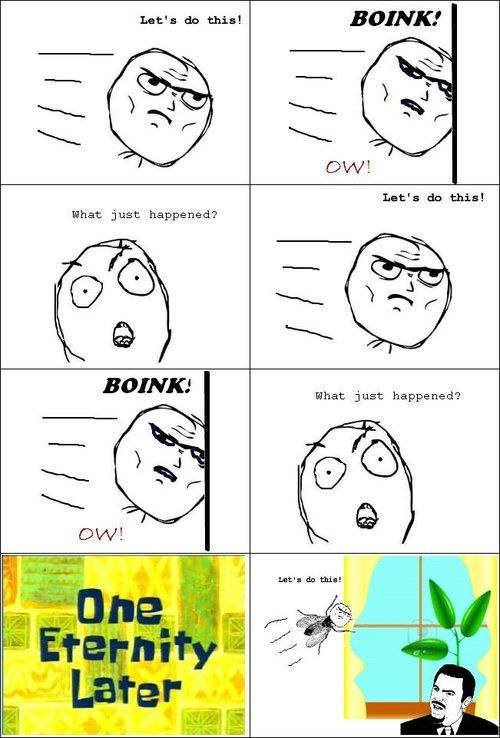 Let's do this!
BOINK!
OW!
What just happened?
Let's do this!
BOINK!
OW!
What just happened?
One
Eternity
Later
Let's do this!